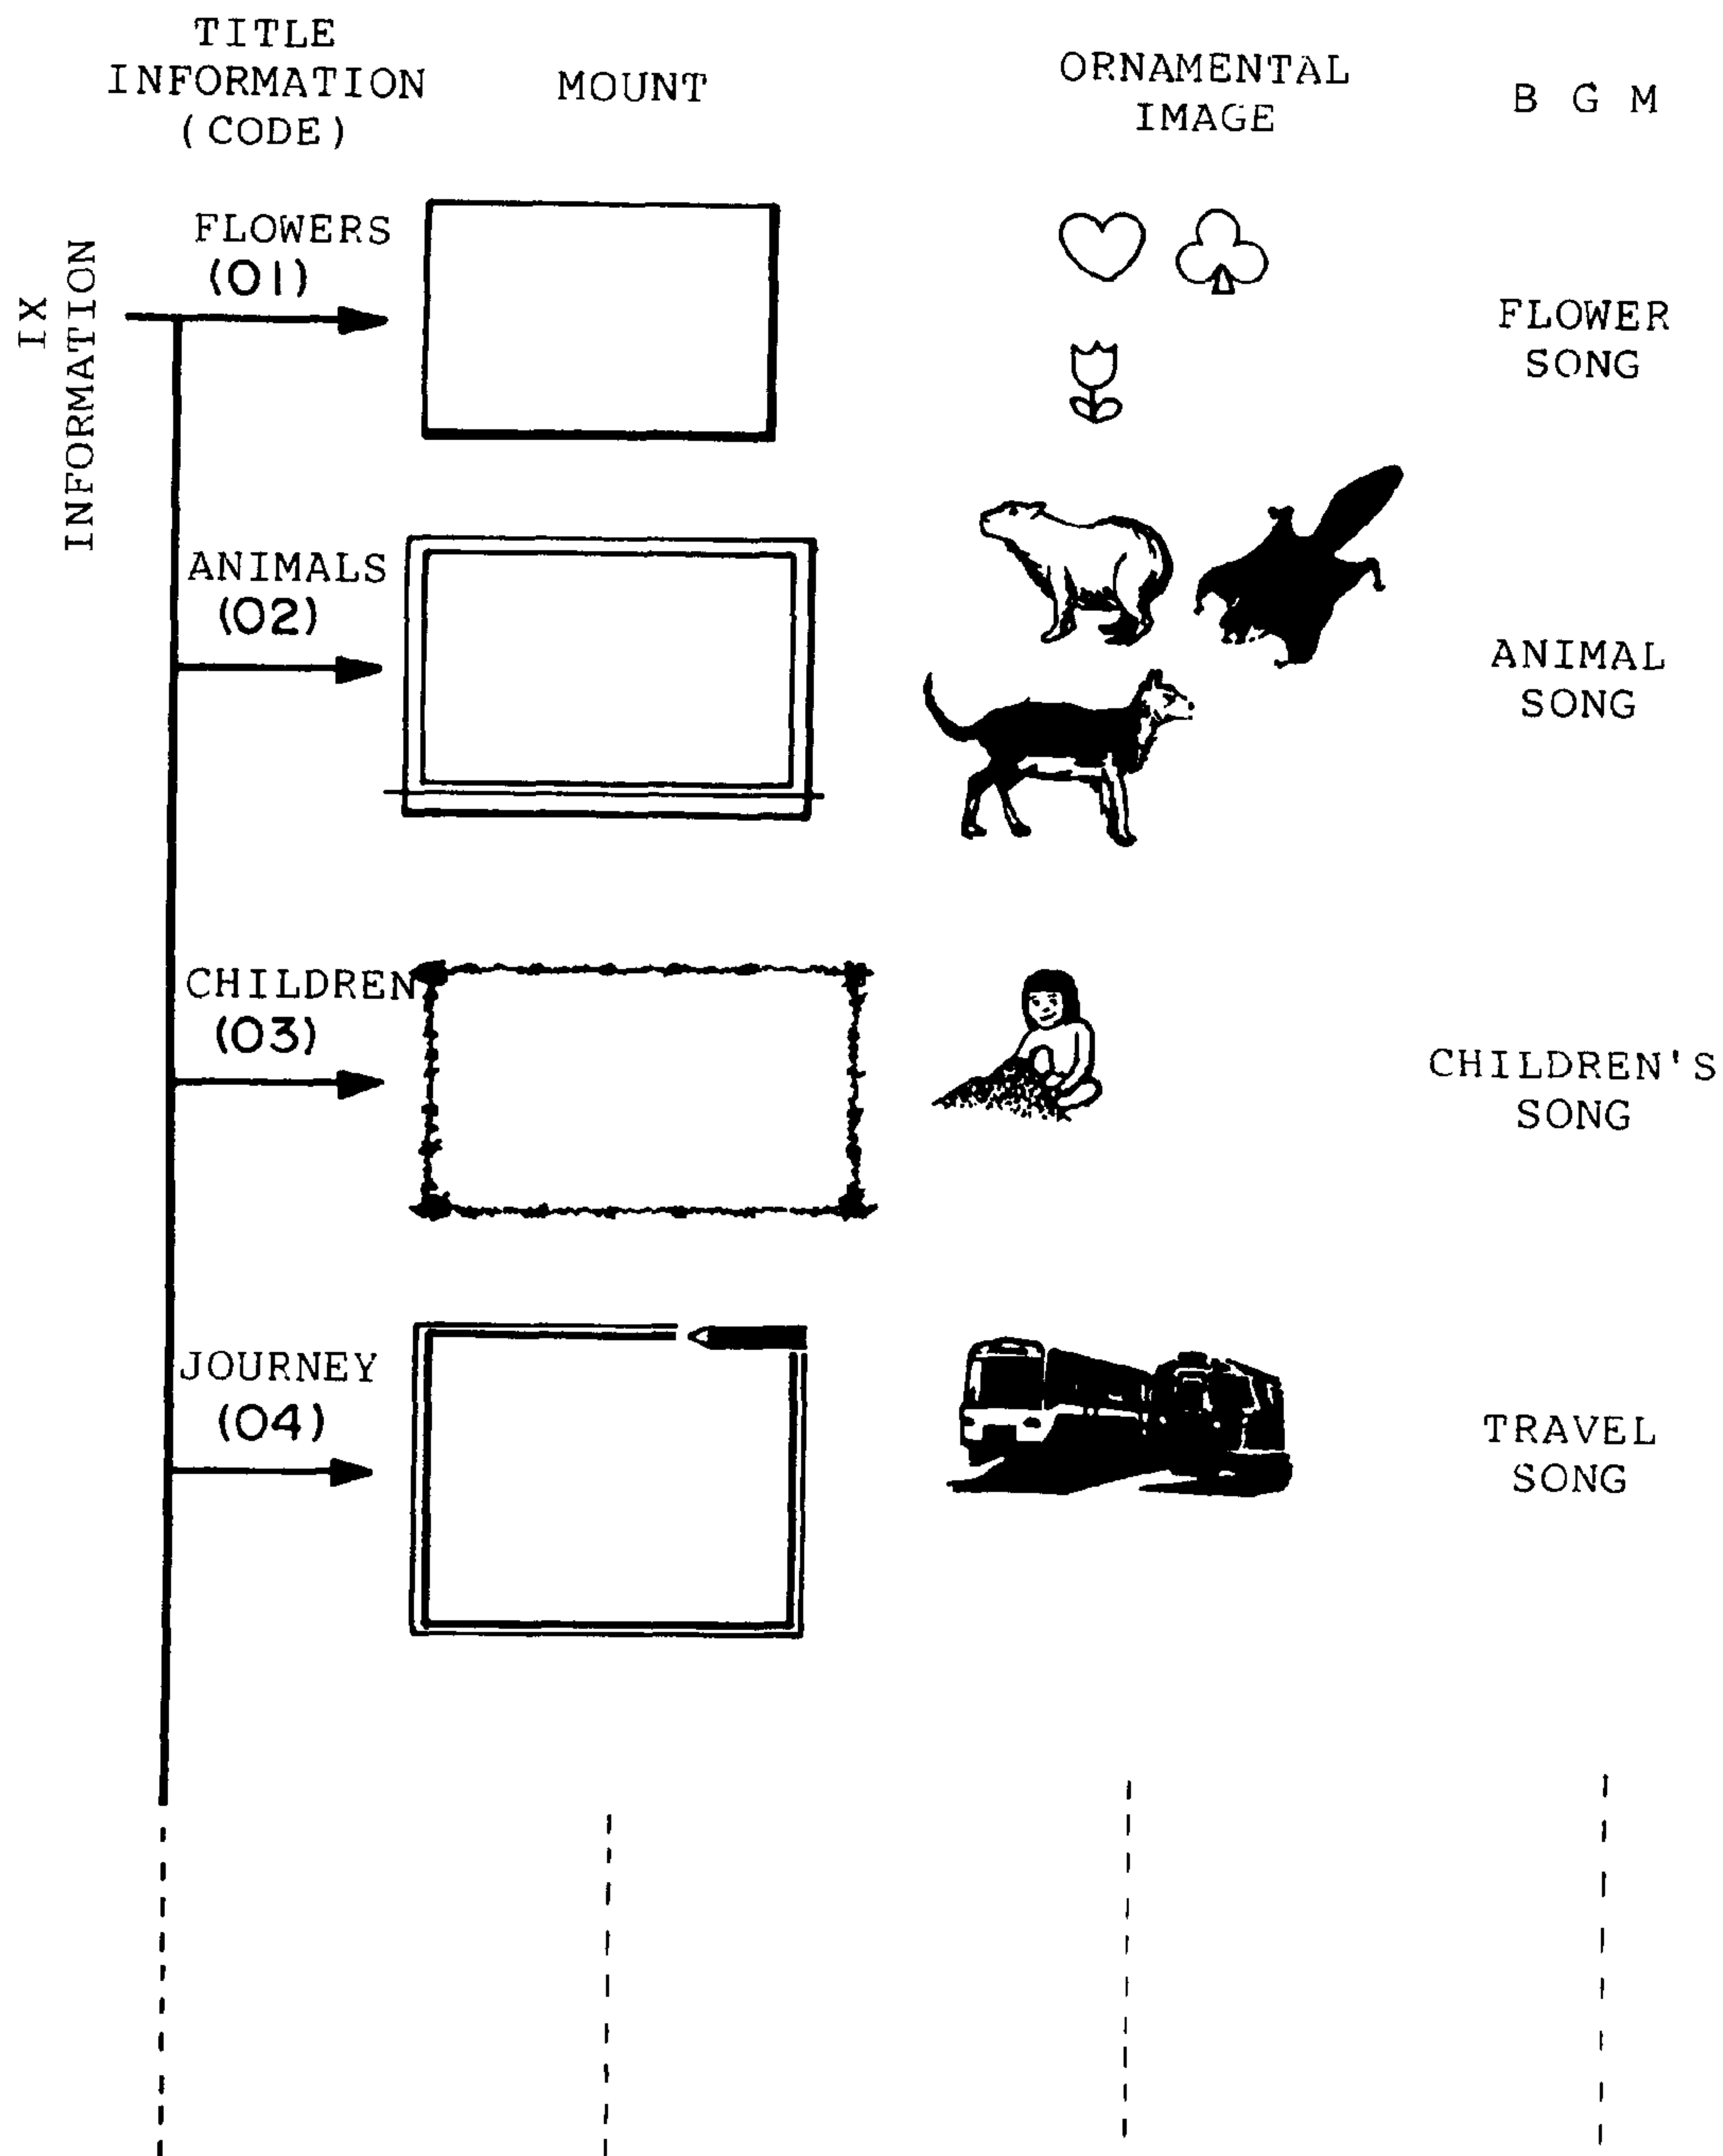 TITLE
INFORMATION
(CODE)
MOUNT
ORNAMENTAL
IMAGE
B G M
IX
INFORMATION
FLOWERS
(01)
FLOWER
SONG
ANIMALS
(02)
ANIMAL
SONG
CHILDREN
(03)
CHILDREN'S
SONG
JOURNEY
(04)
TRAVEL
SONG